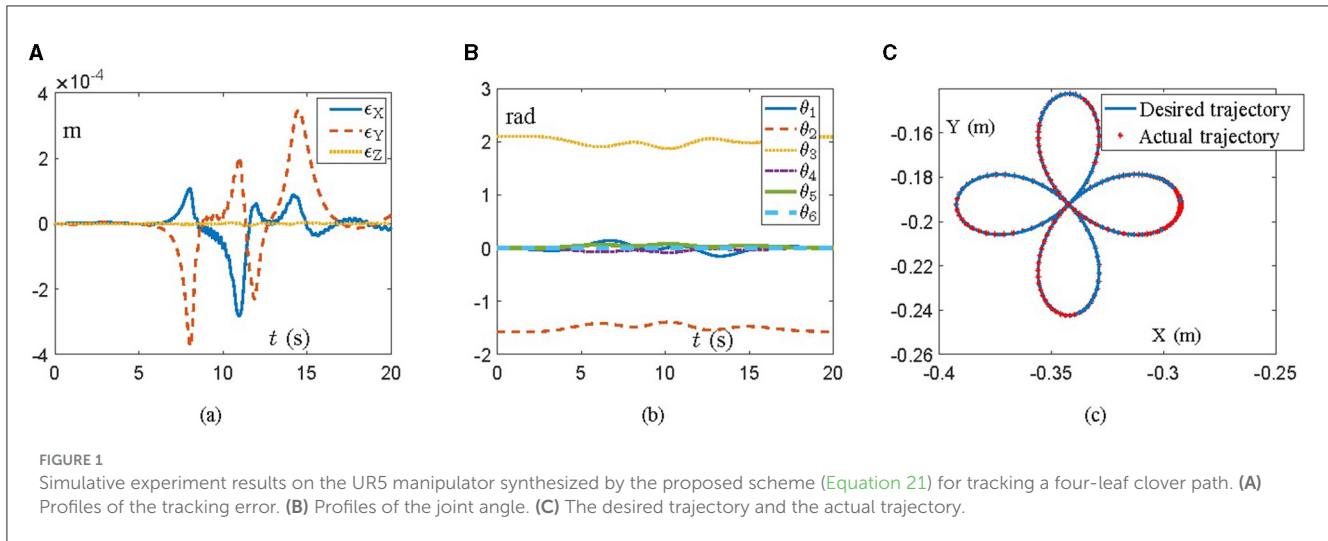 A
B
C
×10⁻⁴
4
2
0
-2
-4
m
ϵX
ϵY
ϵZ
t (s)
0
5
10
15
20
(a)
3
2
1
0
-1
-2
rad
θ1
θ2
θ3
θ4
θ5
θ6
t (s)
0
5
10
15
20
(b)
-0.16
-0.18
-0.2
-0.22
-0.24
-0.26
Y (m)
Desired trajectory
Actual trajectory
X (m)
-0.4
-0.35
-0.3
-0.25
(c)
FIGURE 1
Simulative experiment results on the UR5 manipulator synthesized by the proposed scheme (Equation 21) for tracking a four-leaf clover path. (A)
Profiles of the tracking error. (B) Profiles of the joint angle. (C) The desired trajectory and the actual trajectory.